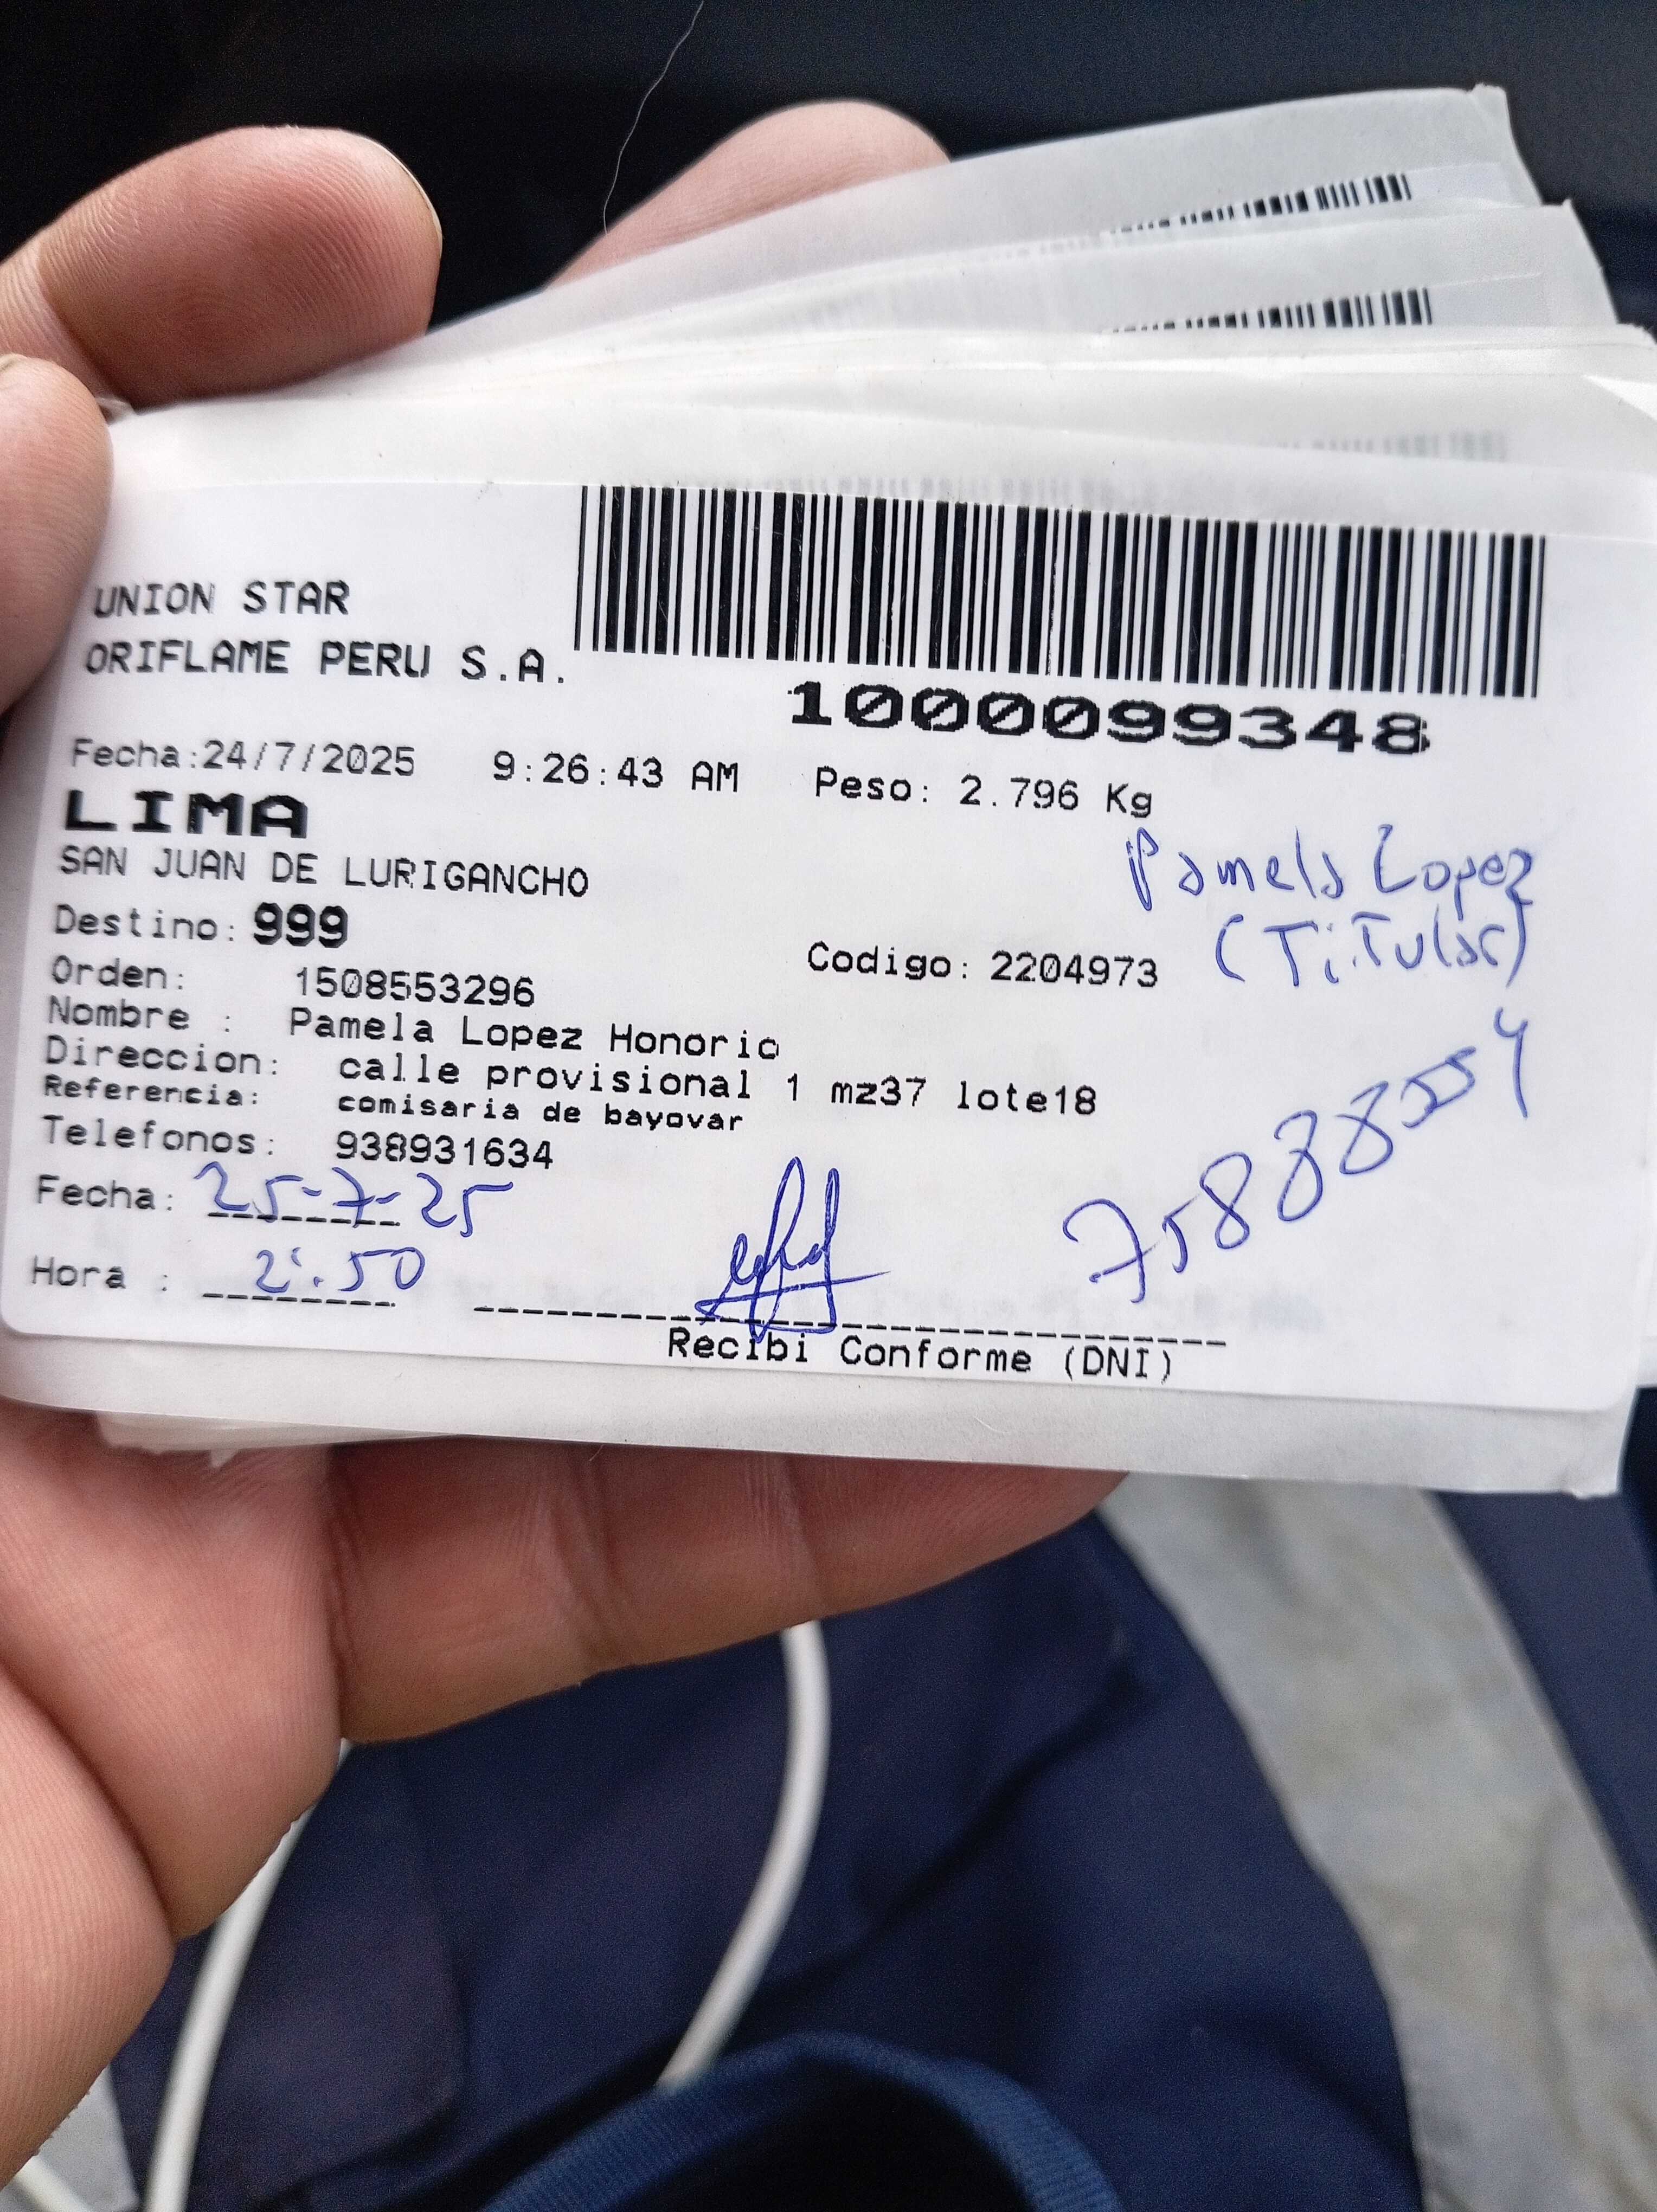 UNION STAR
ORIFLAME PERU S.A.
1000099348
Fecha:24/7/2025 9:26:43 AM Peso: 2.796 Kg
LIMA
SAN JUAN DE LURIGANCHO
Pamela Lopez
(Titular)
Destino: 999
Codigo: 2204973
Orden: 1508553296
Nombre : Pamela Lopez Honorio
Direccion: calle provisional 1 mz37 lote18
Referencia: comisaria de bayovar
Telefonos: 938931634
Fecha: 25-7-25
Hora : 2:50
Recibi Conforme (DNI)